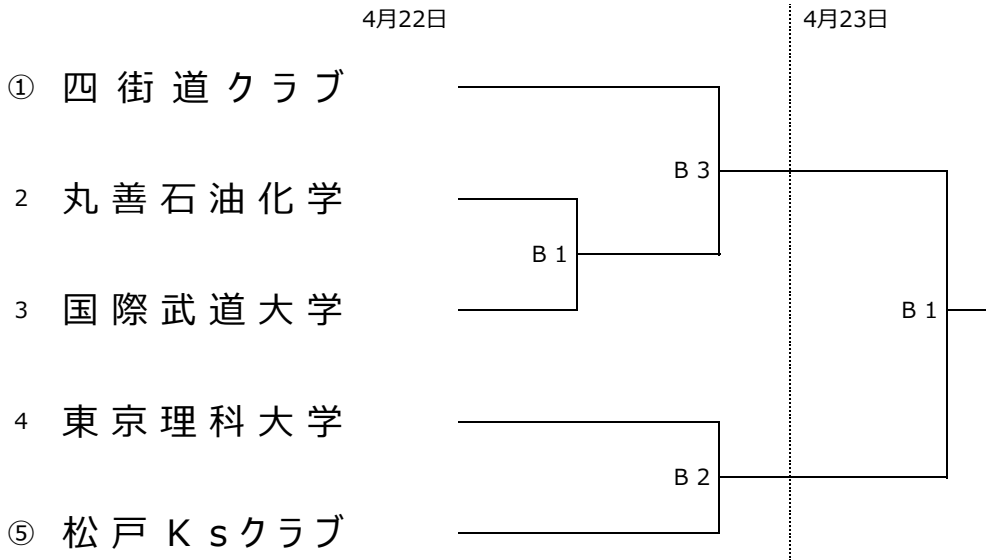 4月22日 4月23日
① 四街道クラブ
B 3
2 丸善石油化学
B 1
3 国際武道大学
B 1
4 東京理科大学
B 2
⑤ 松戸Ksクラブ